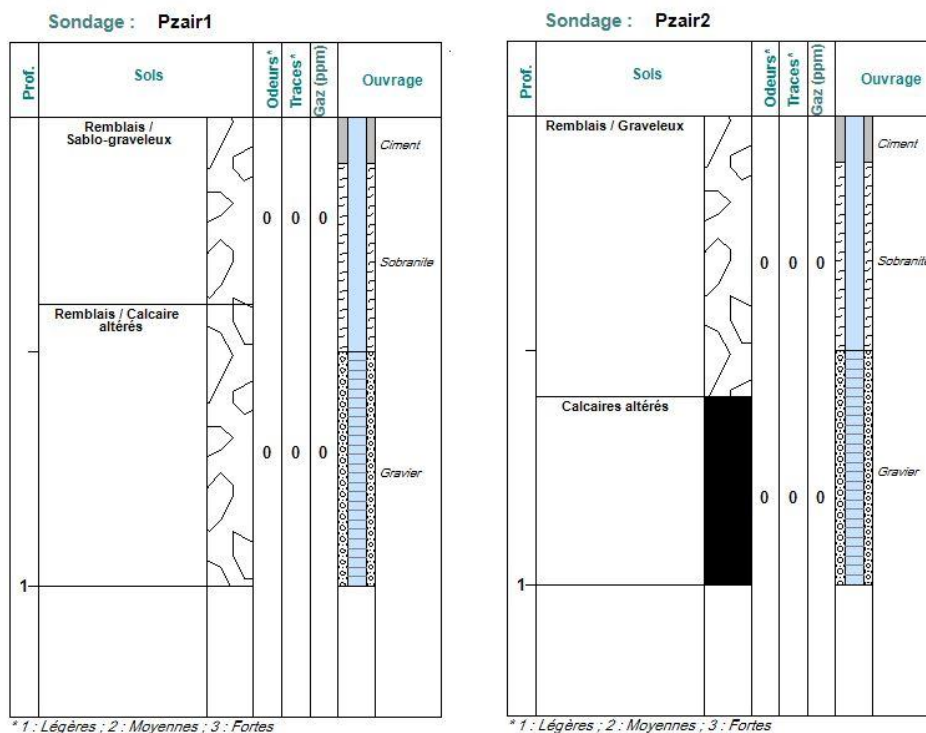 Sondage : Pzair1
Prof.
Sols
Odeurs*
Traces*
Gaz (ppm)
Ouvrage
Remblais /
Sablo-graveleux
Ciment
0 0 0
Sobranite
Remblais / Calcaire
altérés
0 0 0
Gravier
1
* 1 : Légères ; 2 : Moyennes ; 3 : Fortes
Sondage : Pzair2
Prof.
Sols
Odeurs*
Traces*
Gaz (ppm)
Ouvrage
Remblais / Graveleux
Ciment
0 0 0
Sobranite
Calcaires altérés
Gravier
0 0 0
1
* 1 : Légères ; 2 : Moyennes ; 3 : Fortes